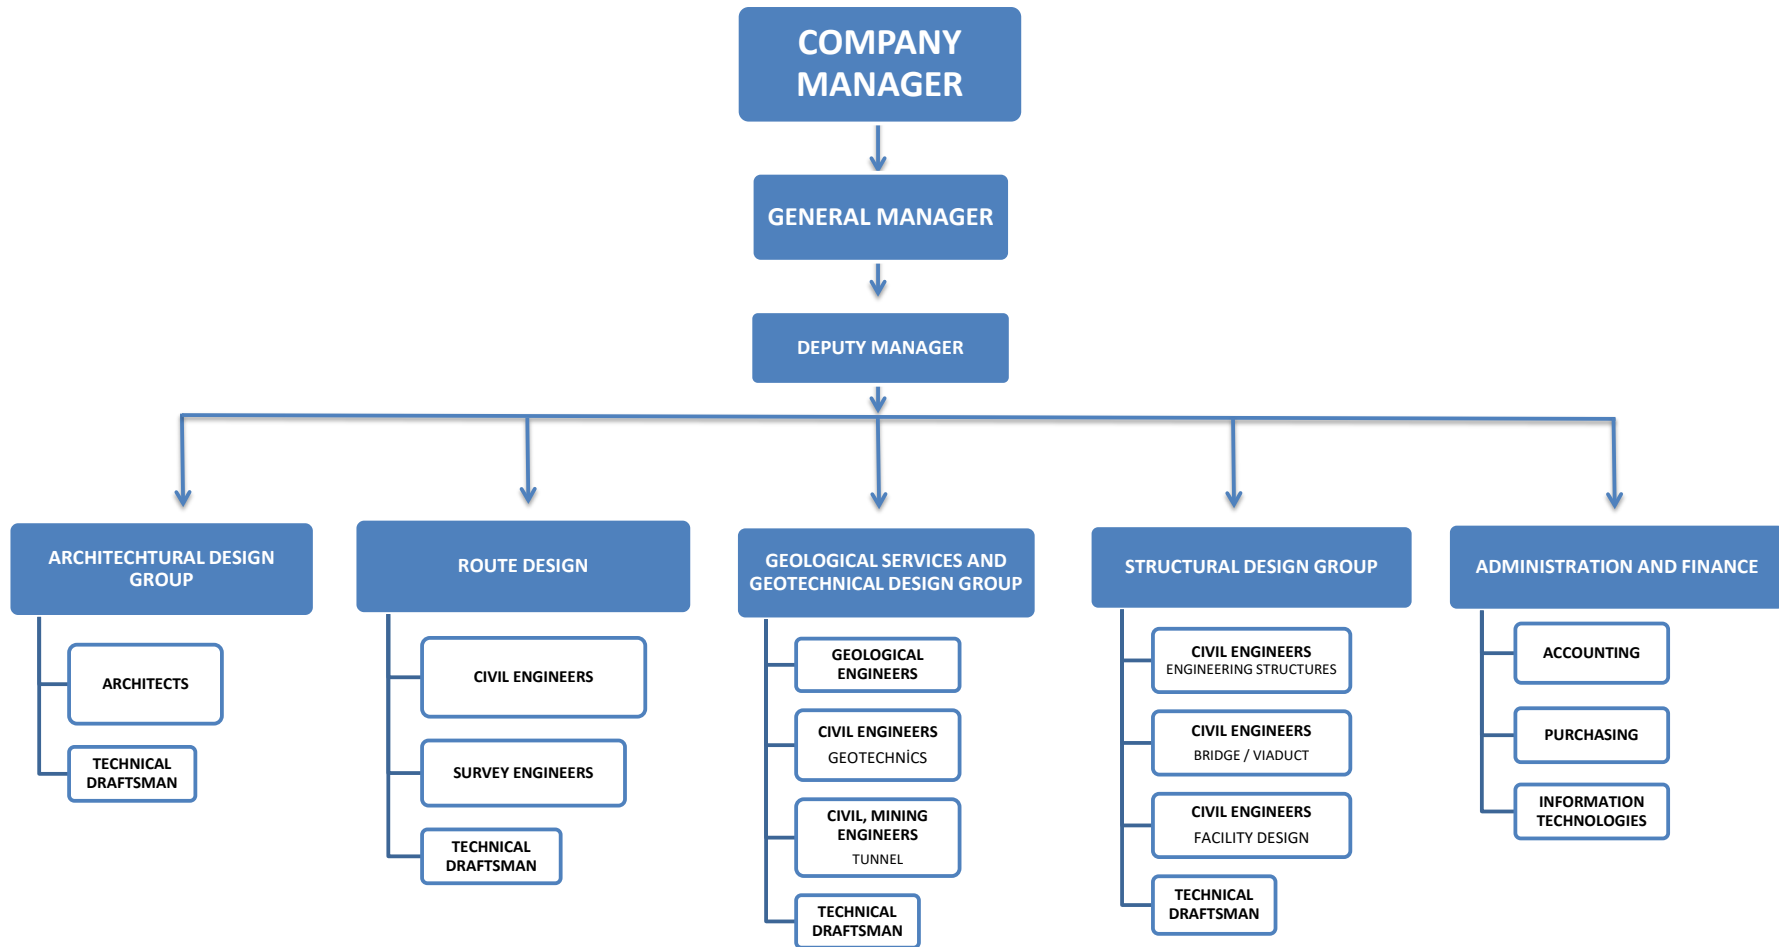 COMPANY
MANAGER
GENERAL MANAGER
DEPUTY MANAGER
ARCHITECHTURAL DESIGN
GROUP
ARCHITECTS
TECHNICAL
DRAFTSMAN
ROUTE DESIGN
CIVIL ENGINEERS
SURVEY ENGINEERS
TECHNICAL
DRAFTSMAN
GEOLOGICAL SERVICES AND
GEOTECHNICAL DESIGN GROUP
GEOLOGICAL
ENGINEERS
CIVIL ENGINEERS
GEOTECHNİCS
CIVIL, MINING
ENGINEERS
TUNNEL
TECHNICAL
DRAFTSMAN
STRUCTURAL DESIGN GROUP
CIVIL ENGINEERS
ENGINEERING STRUCTURES
CIVIL ENGINEERS
BRIDGE / VIADUCT
CIVIL ENGINEERS
FACILITY DESIGN
TECHNICAL
DRAFTSMAN
ADMINISTRATION AND FINANCE
ACCOUNTING
PURCHASING
INFORMATION
TECHNOLOGIES